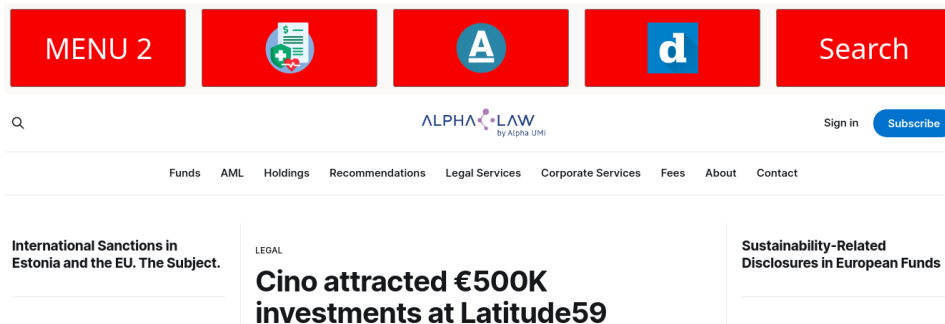 MENU 2
$
A
d
Search
ALPHA LAW
by Alpha UMi
Sign in
Subscribe
Funds AML Holdings Recommendations Legal Services Corporate Services Fees About Contact
International Sanctions in
Estonia and the EU. The Subject.
LEGAL
Cino attracted €500K
investments at Latitude59
Sustainability-Related
Disclosures in European Funds